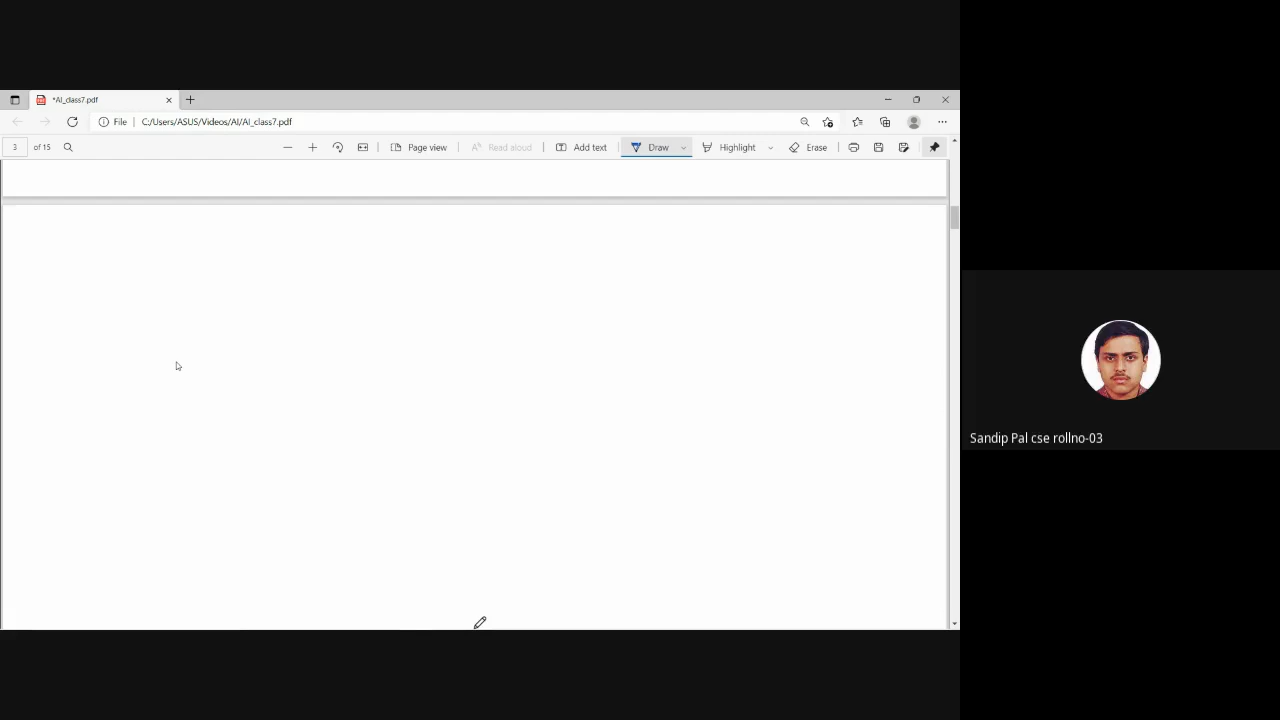 *AI_class7.pdf
File
C:/Users/ASUS/Videos/AI/AI_class7.pdf
3 of 15
Page view
Read aloud
Add text
Draw
Highlight
Erase
Sandip Pal cse rollno-03